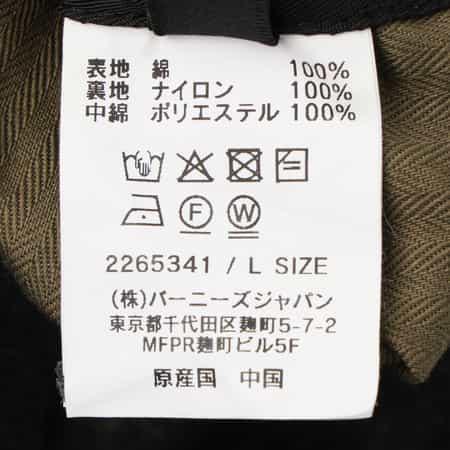 表地 綿 100%
裏地 ナイロン 100%
中綿 ポリエステル 100%
F W
2265341 / L SIZE
(株)バーニーズジャパン
東京都千代田区麹町5-7-2
MFPR麹町ビル5F
原産国 中国